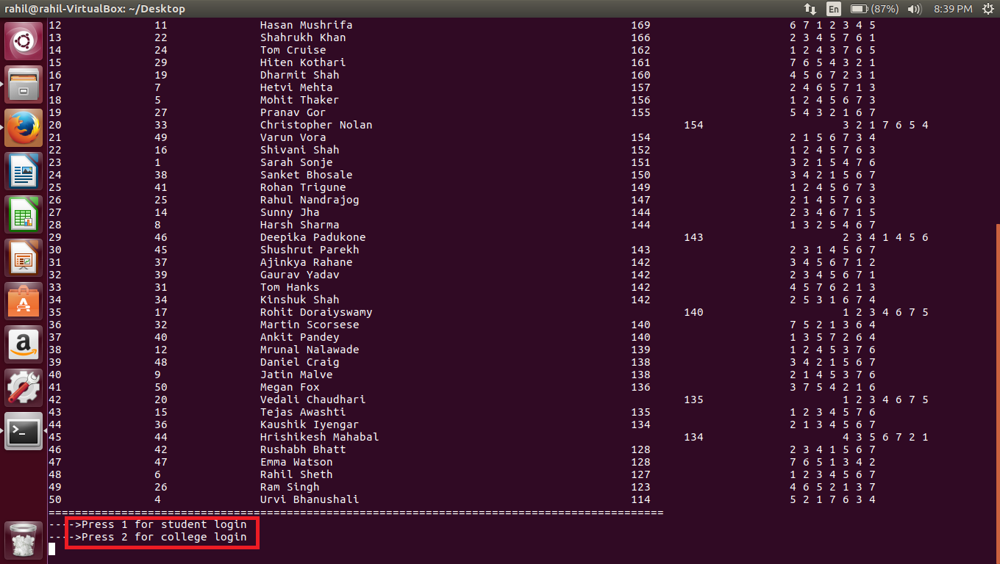 rahil@rahil-VirtualBox: ~/Desktop En (87%) 8:39 PM
12 11 Hasan Mushrifa 169 6 7 1 2 3 4 5
13 22 Shahrukh Khan 166 2 3 4 5 7 6 1
14 24 Tom Cruise 162 1 2 4 3 7 6 5
15 29 Hiten Kothari 161 7 6 5 4 3 2 1
16 19 Dharmit Shah 160 4 5 6 7 2 3 1
17 7 Hetvi Mehta 157 2 4 6 5 7 1 3
18 5 Mohit Thaker 156 1 2 4 5 6 7 3
19 27 Pranav Gor 155 5 4 3 2 1 6 7
20 33 Christopher Nolan 154 3 2 1 7 6 5 4
21 49 Varun Vora 154 2 1 5 6 7 3 4
22 16 Shivani Shah 152 1 2 4 5 7 6 3
23 1 Sarah Sonje 151 3 2 1 5 4 7 6
24 38 Sanket Bhosale 150 3 4 2 1 5 6 7
25 41 Rohan Trigune 149 1 2 4 5 6 7 3
26 25 Rahul Nandrajog 147 2 1 4 5 7 6 3
27 14 Sunny Jha 144 2 3 4 6 7 1 5
28 8 Harsh Sharma 144 1 3 2 5 4 6 7
29 46 Deepika Padukone 143 2 3 4 1 4 5 6
30 45 Shushrut Parekh 143 2 3 1 4 5 6 7
31 37 Ajinkya Rahane 142 3 4 5 6 7 1 2
32 39 Gaurav Yadav 142 2 3 4 5 6 7 1
33 31 Tom Hanks 142 4 5 7 6 2 1 3
34 34 Kinshuk Shah 142 2 5 3 1 6 7 4
35 17 Rohit Doraiyswamy 140 1 2 3 4 6 7 5
36 32 Martin Scorsese 140 7 5 2 1 3 6 4
37 40 Ankit Pandey 140 1 3 5 7 2 6 4
38 12 Mrunal Nalawade 139 1 2 4 5 3 7 6
39 48 Daniel Craig 138 3 4 2 1 5 6 7
40 9 Jatin Malve 138 2 1 4 5 3 7 6
41 50 Megan Fox 136 3 7 5 4 2 1 6
42 20 Vedali Chaudhari 135 1 2 3 4 6 7 5
43 15 Tejas Awashti 135 1 2 3 4 5 7 6
44 36 Kaushik Iyengar 134 2 1 3 4 5 6 7
45 44 Hrishikesh Mahabal 134 4 3 5 6 7 2 1
46 42 Rushabh Bhatt 128 2 3 4 1 5 6 7
47 47 Emma Watson 128 7 6 5 1 3 4 2
48 6 Rahil Sheth 127 1 2 3 4 5 6 7
49 26 Ram Singh 123 4 6 5 2 1 3 7
50 4 Urvi Bhanushali 114 5 2 1 7 6 3 4
=============================================================================================
---->Press 1 for student login
---->Press 2 for college login